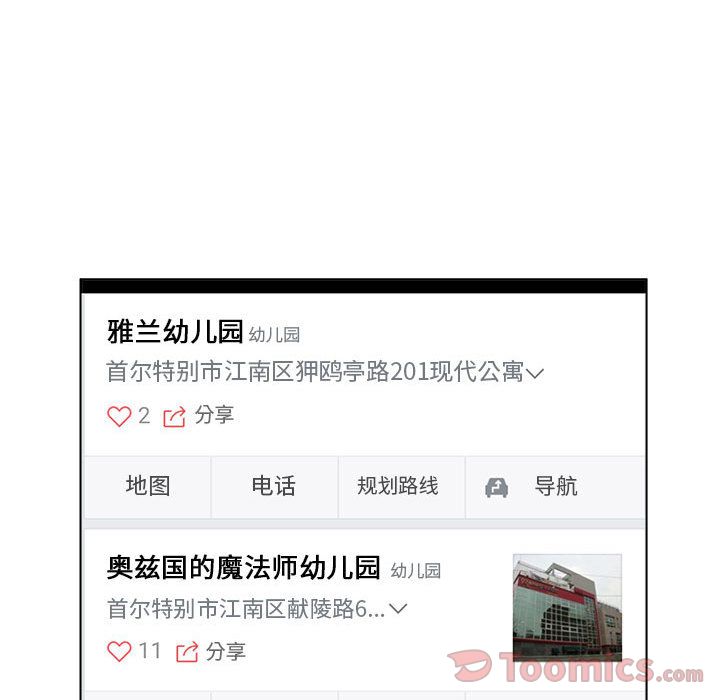 雅兰幼儿园 幼儿园
首尔特别市江南区狎鸥亭路201现代公寓
2 分享
地图 电话 规划路线 导航
奥兹国的魔法师幼儿园 幼儿园
首尔特别市江南区献陵路6...
11 分享
Toomics.com